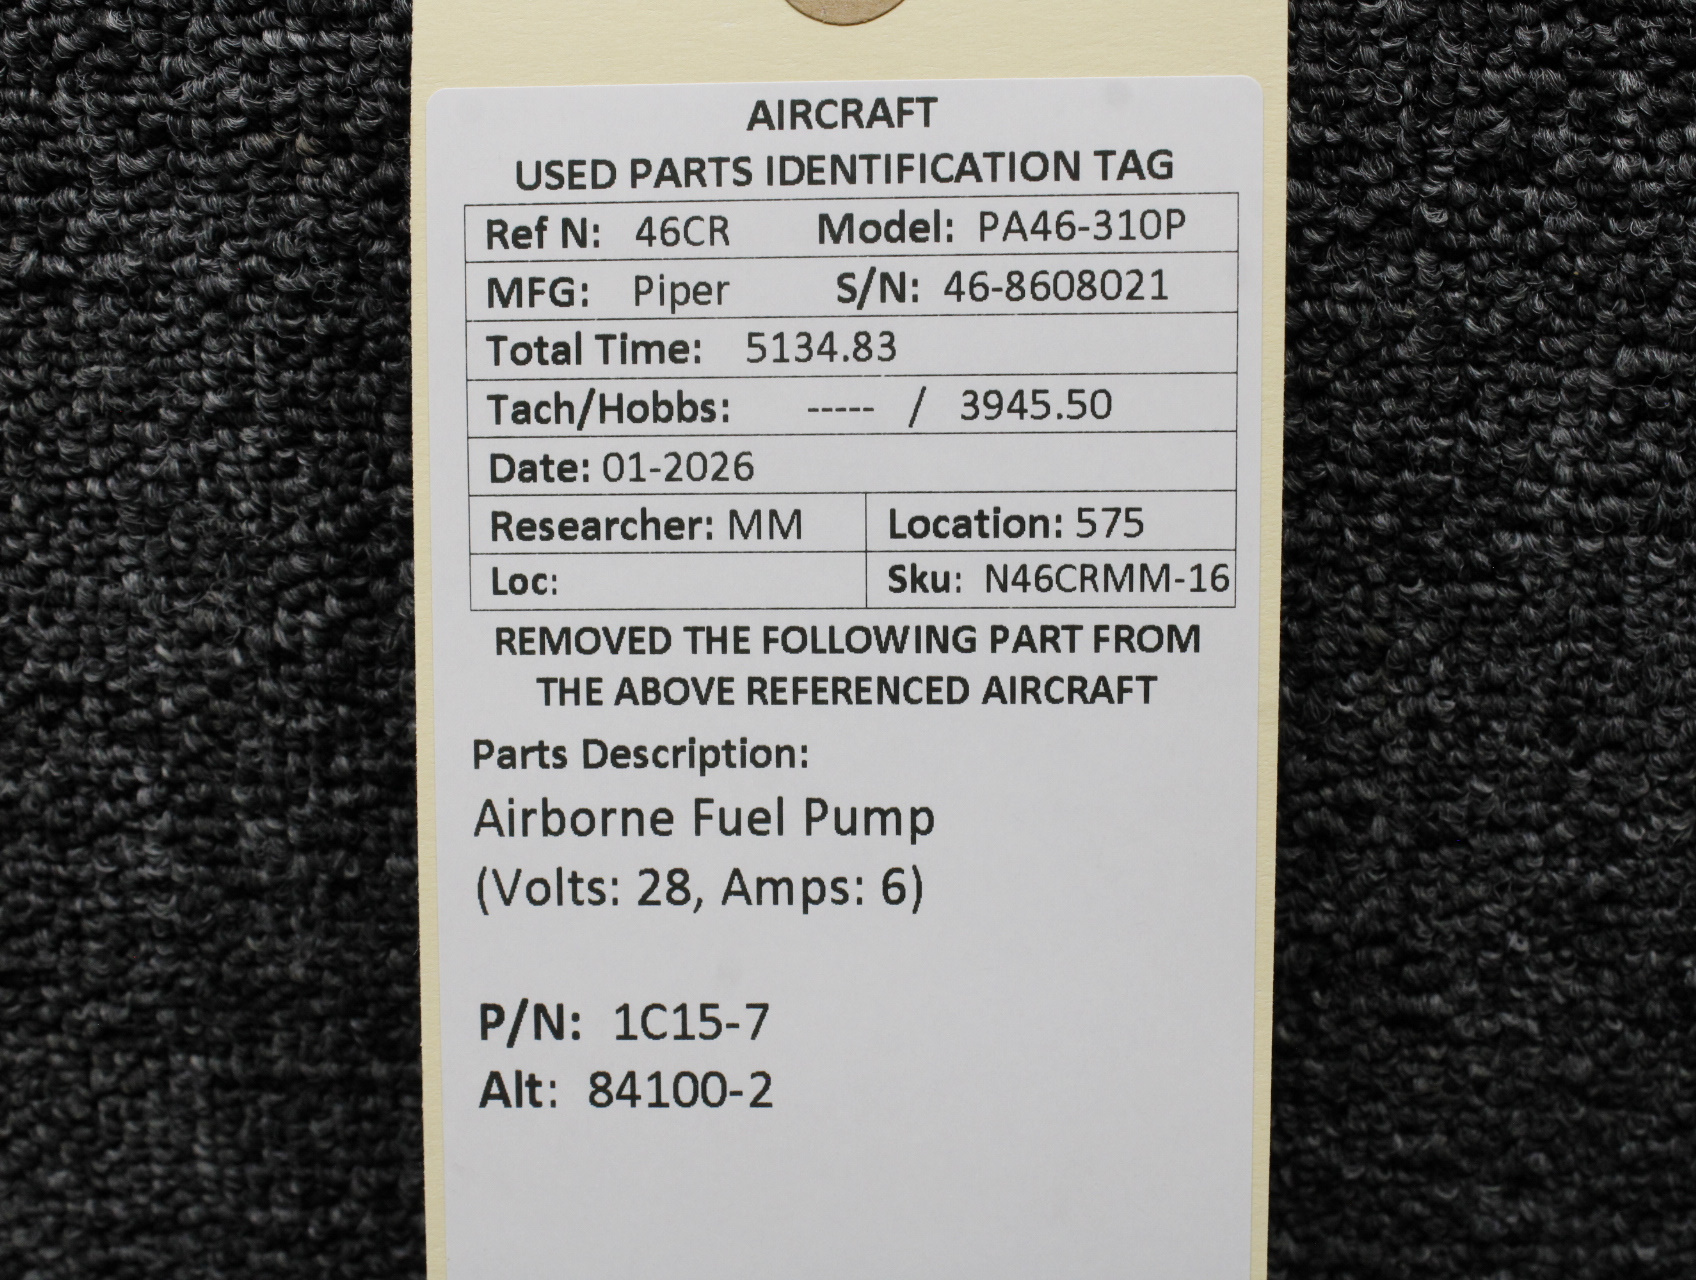 AIRCRAFT
USED PARTS IDENTIFICATION TAG
Ref N: 46CR Model: PA46-310P
MFG: Piper S/N: 46-8608021
Total Time: 5134.83
Tach/Hobbs: ----- / 3945.50
Date: 01-2026
Researcher: MM Location: 575
Loc: Sku: N46CRMM-16
REMOVED THE FOLLOWING PART FROM
THE ABOVE REFERENCED AIRCRAFT
Parts Description:
Airborne Fuel Pump
(Volts: 28, Amps: 6)
P/N: 1C15-7
Alt: 84100-2